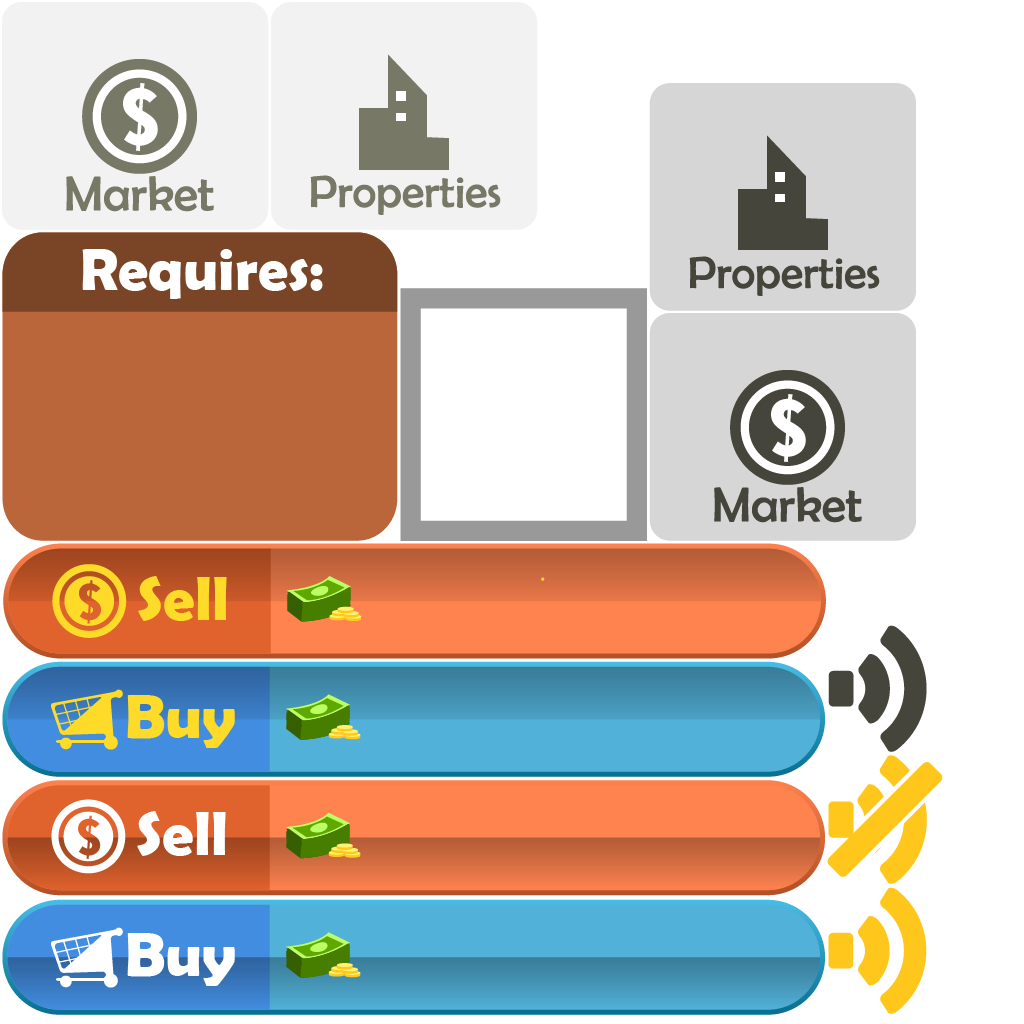 Market
Properties
Properties
Requires:
Market
Sell
Buy
Sell
Buy